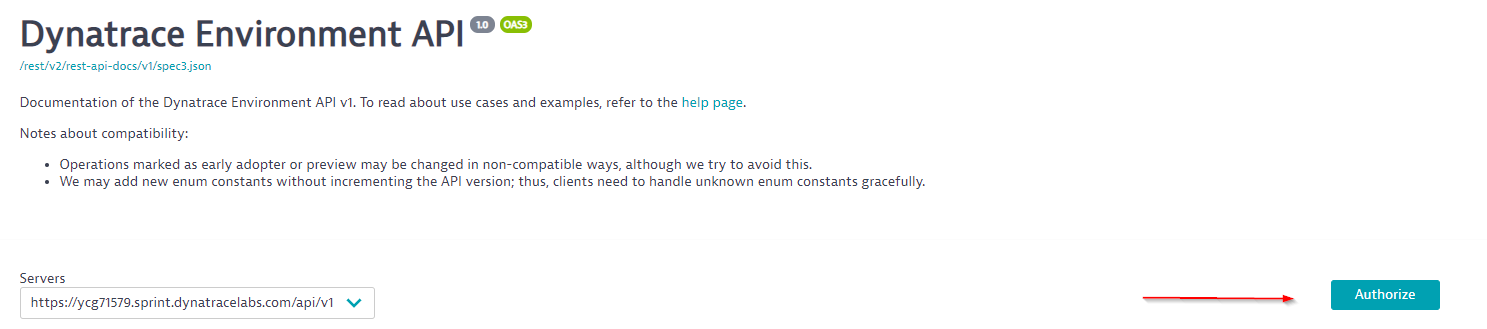 Dynatrace Environment API 1.0 OAS3
/rest/v2/rest-api-docs/v1/spec3.json
Documentation of the Dynatrace Environment API v1. To read about use cases and examples, refer to the help page.
Notes about compatibility:
• Operations marked as early adopter or preview may be changed in non-compatible ways, although we try to avoid this.
• We may add new enum constants without incrementing the API version; thus, clients need to handle unknown enum constants gracefully.
Servers
https://ycg71579.sprint.dynatracelabs.com/api/v1
Authorize